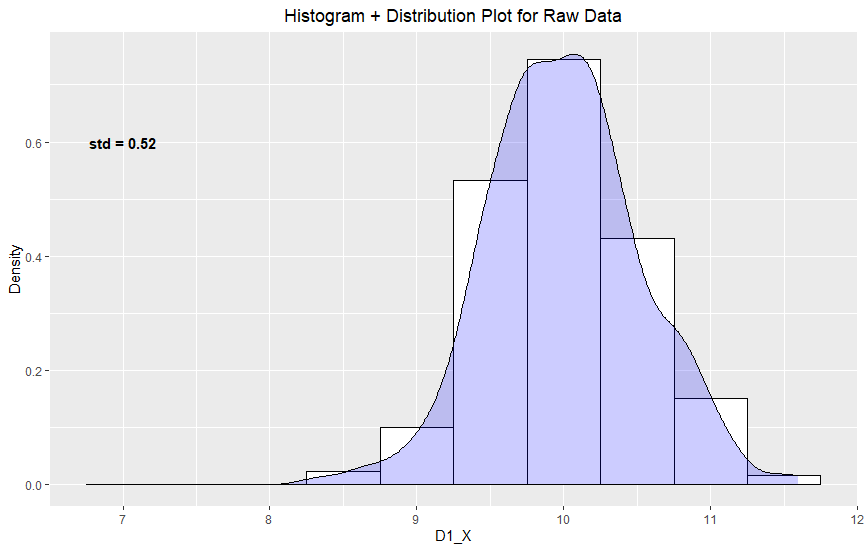 Histogram + Distribution Plot for Raw Data
std = 0.52
Density
0.6
0.4
0.2
0.0
7 8 9 10 11 12
D1_X